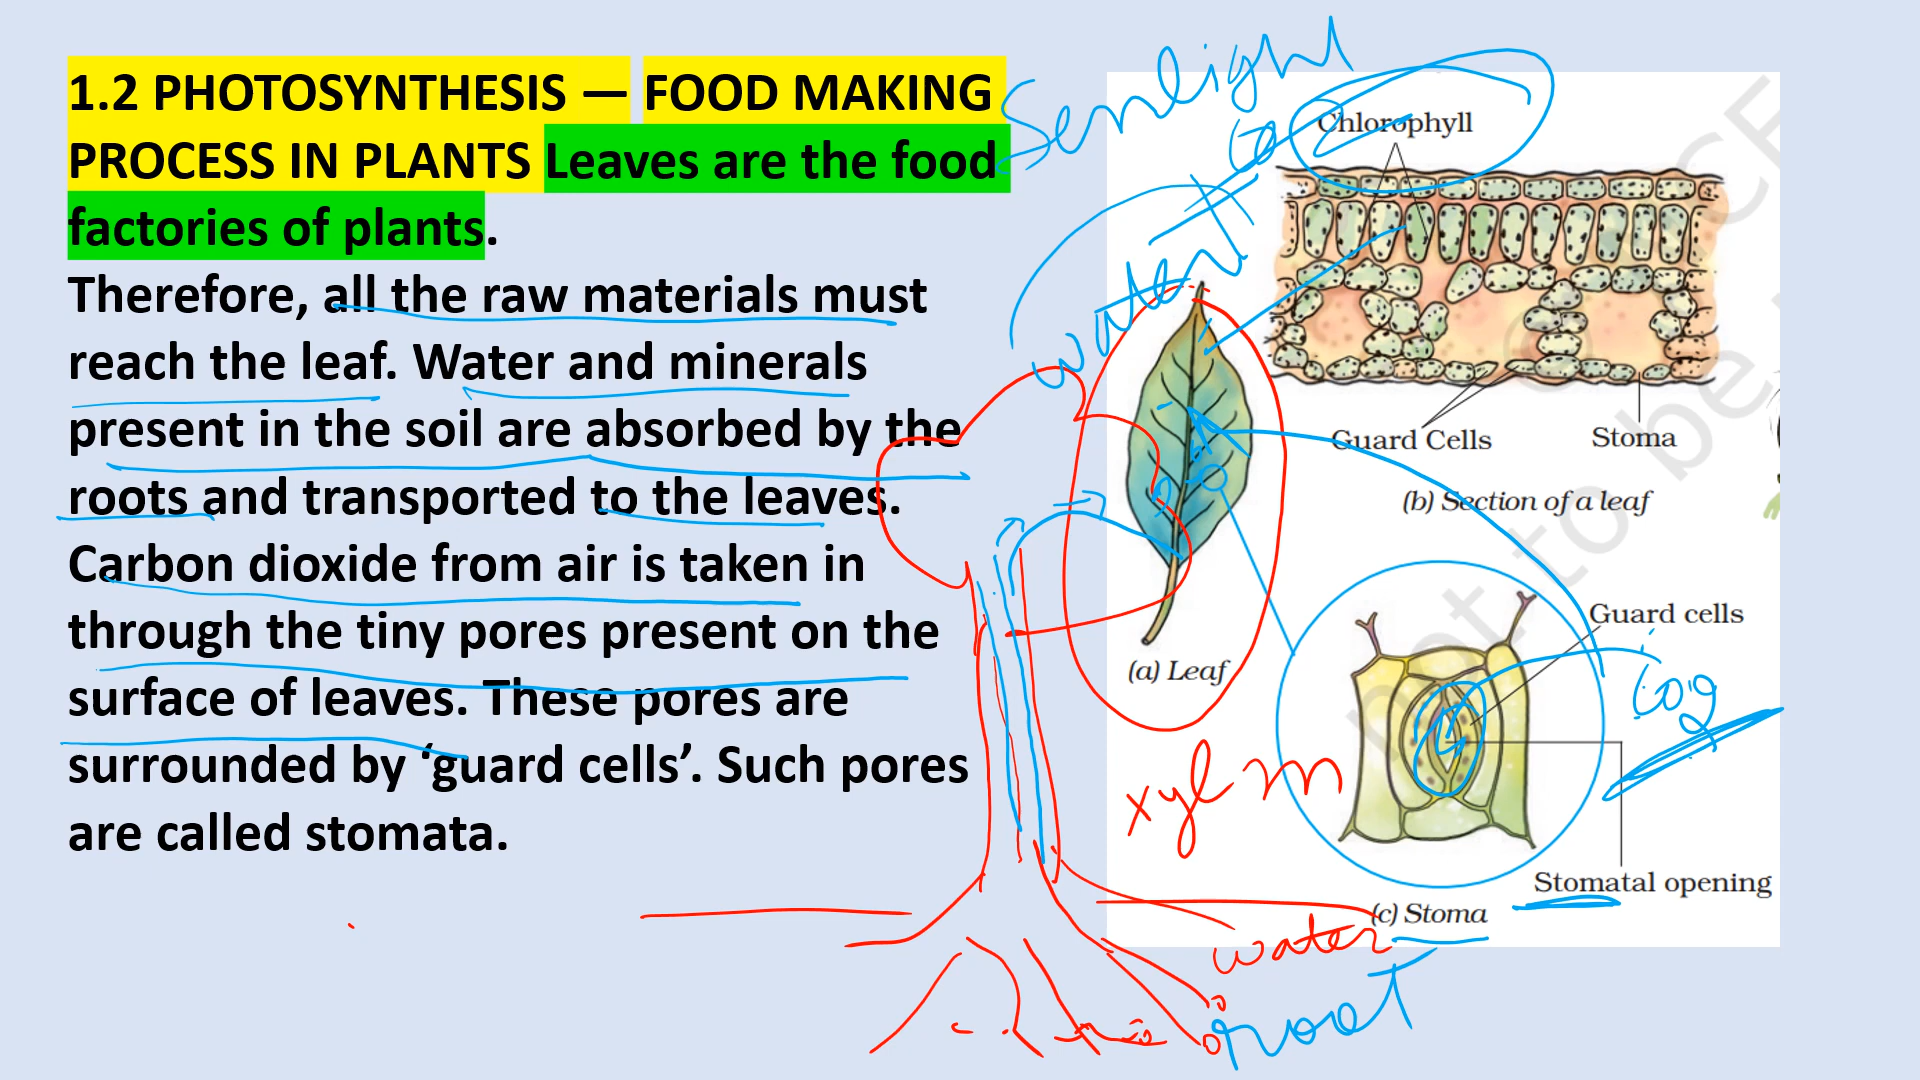 1.2 PHOTOSYNTHESIS — FOOD MAKING
PROCESS IN PLANTS Leaves are the food
factories of plants.
Therefore, all the raw materials must
reach the leaf. Water and minerals
present in the soil are absorbed by the
roots and transported to the leaves.
Carbon dioxide from air is taken in
through the tiny pores present on the
surface of leaves. These pores are
surrounded by ‘guard cells’. Such pores
are called stomata.
Chlorophyll
water
Guard Cells
Stoma
(b) Section of a leaf
Guard cells
(a) Leaf
Stomatal opening
(c) Stoma
water
root
not to be